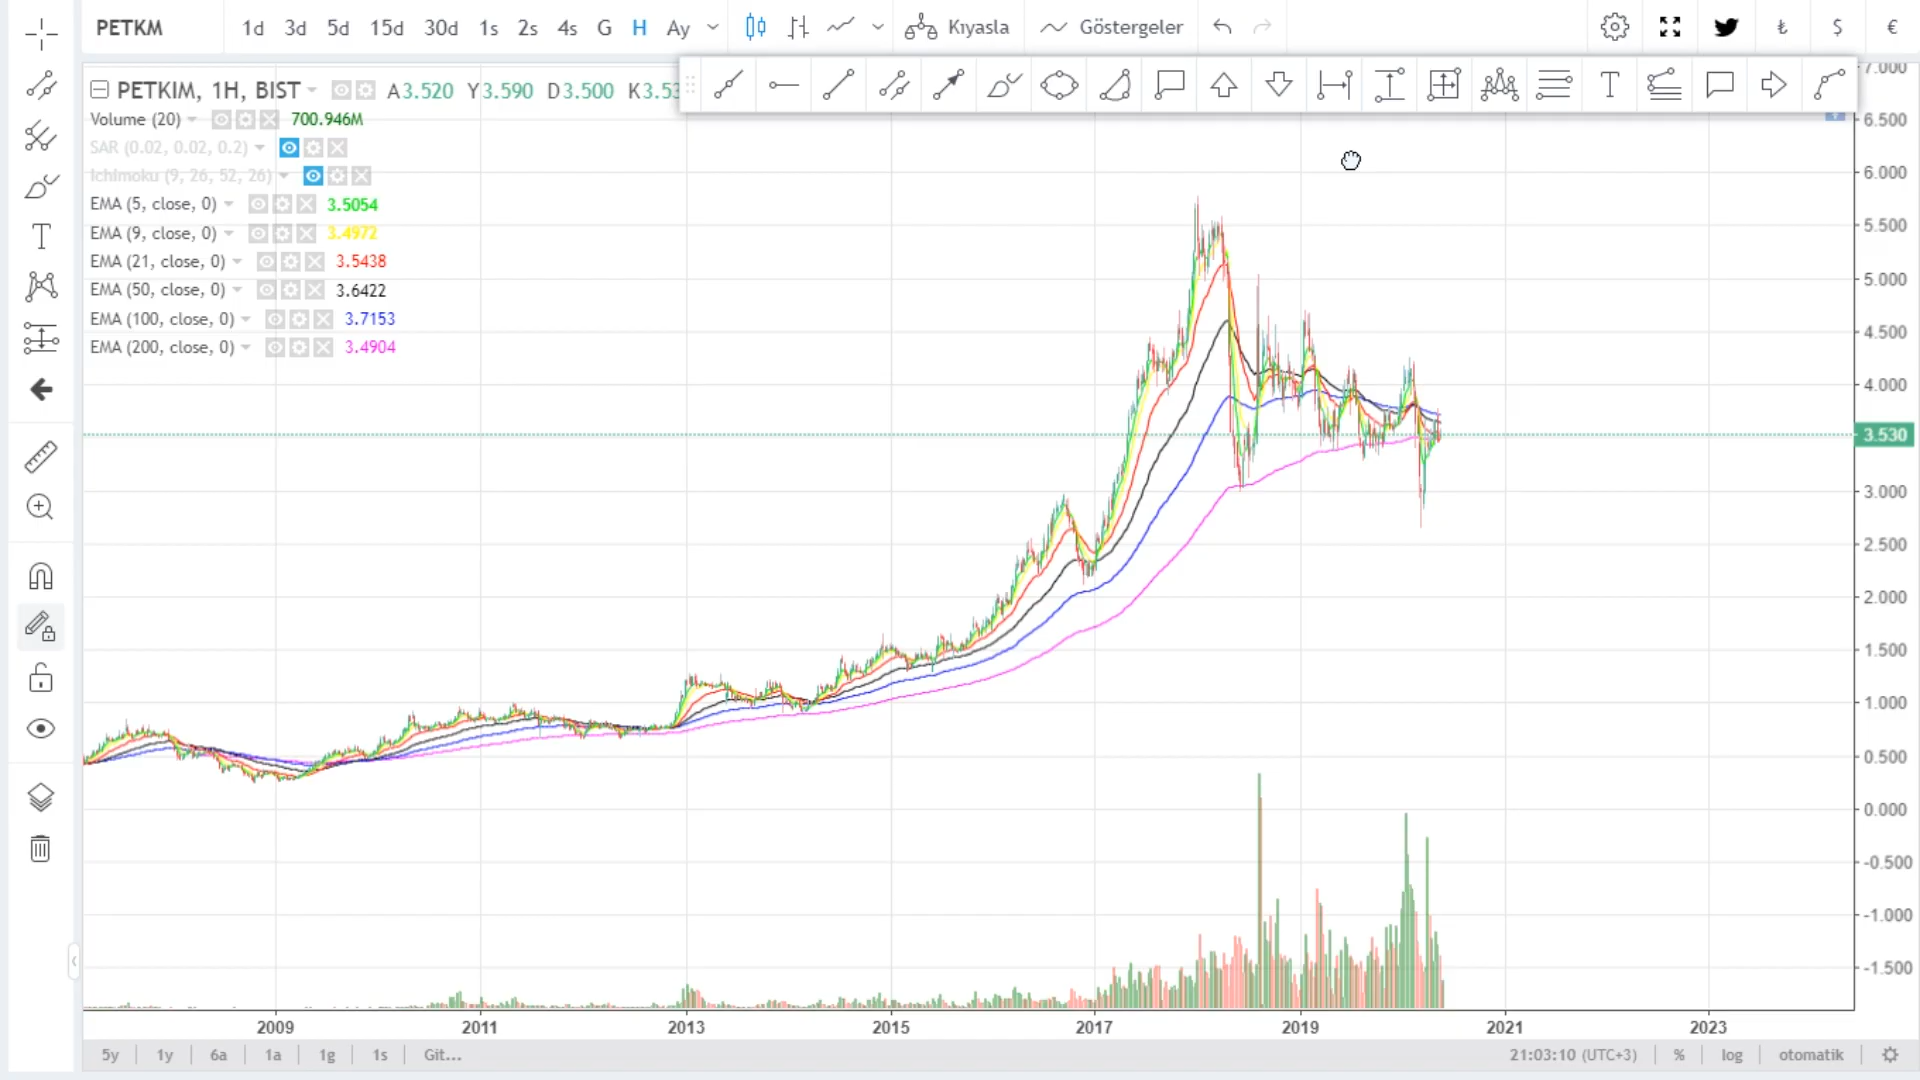 PETKM 1d 3d 5d 15d 30d 1s 2s 4s G H Ay Kıyasla Göstergeler ₺ $ €
PETKIM, 1H, BIST A3.520 Y3.590 D3.500 K3.53
Volume (20) 700.946M
SAR (0.02, 0.02, 0.2)
Ichimoku (9, 26, 52, 26)
EMA (5, close, 0) 3.5054
EMA (9, close, 0) 3.4972
EMA (21, close, 0) 3.5438
EMA (50, close, 0) 3.6422
EMA (100, close, 0) 3.7153
EMA (200, close, 0) 3.4904
7.000
6.500
6.000
5.500
5.000
4.500
4.000
3.530
3.000
2.500
2.000
1.500
1.000
0.500
0.000
-0.500
-1.000
-1.500
2009 2011 2013 2015 2017 2019 2021 2023
5y 1y 6a 1a 1g 1s Git... 21:03:10 (UTC+3) % log otomatik